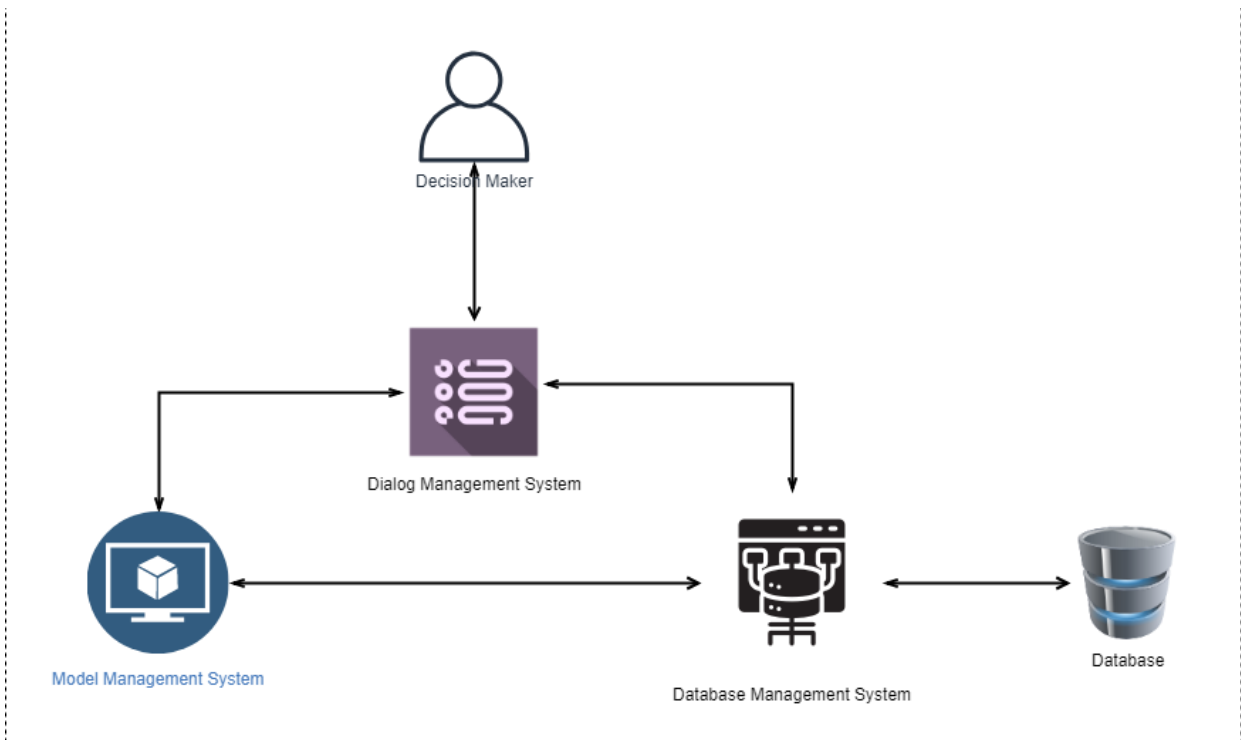 Decision Maker
Dialog Management System
Model Management System
Database Management System
Database